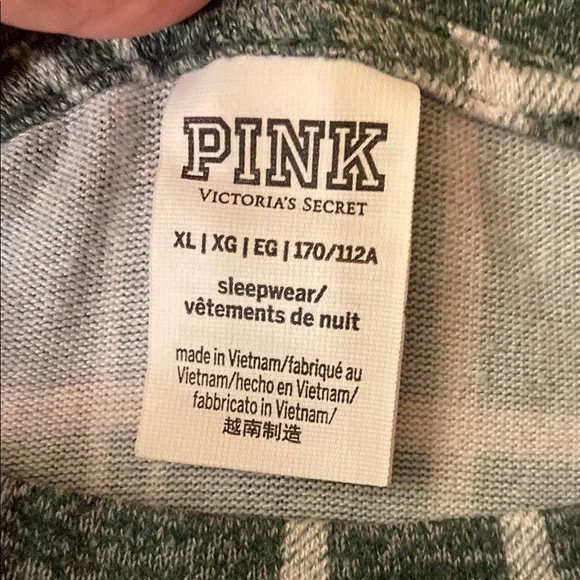 PINK
VICTORIA'S SECRET
XL | XG | EG | 170/112A
sleepwear/
vêtements de nuit
made in Vietnam/fabriqué au
Vietnam/hecho en Vietnam/
fabbricato in Vietnam/
越南制造